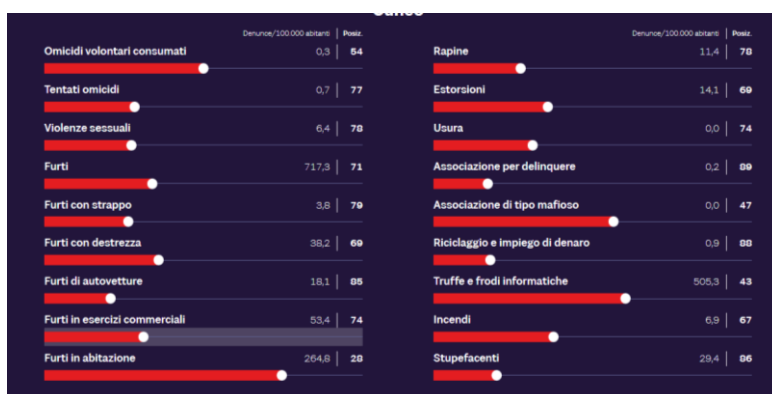 Denunce/100.000 abitanti | Posiz.
Omicidi volontari consumati 0,3 | 54
Tentati omicidi 0,7 | 77
Violenze sessuali 6,4 | 78
Furti 717,3 | 71
Furti con strappo 3,8 | 79
Furti con destrezza 38,2 | 69
Furti di autovetture 18,1 | 85
Furti in esercizi commerciali 53,4 | 74
Furti in abitazione 264,8 | 28
Denunce/100.000 abitanti | Posiz.
Rapine 11,4 | 78
Estorsioni 14,1 | 69
Usura 0,0 | 74
Associazione per delinquere 0,2 | 89
Associazione di tipo mafioso 0,0 | 47
Riciclaggio e impiego di denaro 0,9 | 88
Truffe e frodi informatiche 505,3 | 43
Incendi 6,9 | 67
Stupefacenti 29,4 | 86